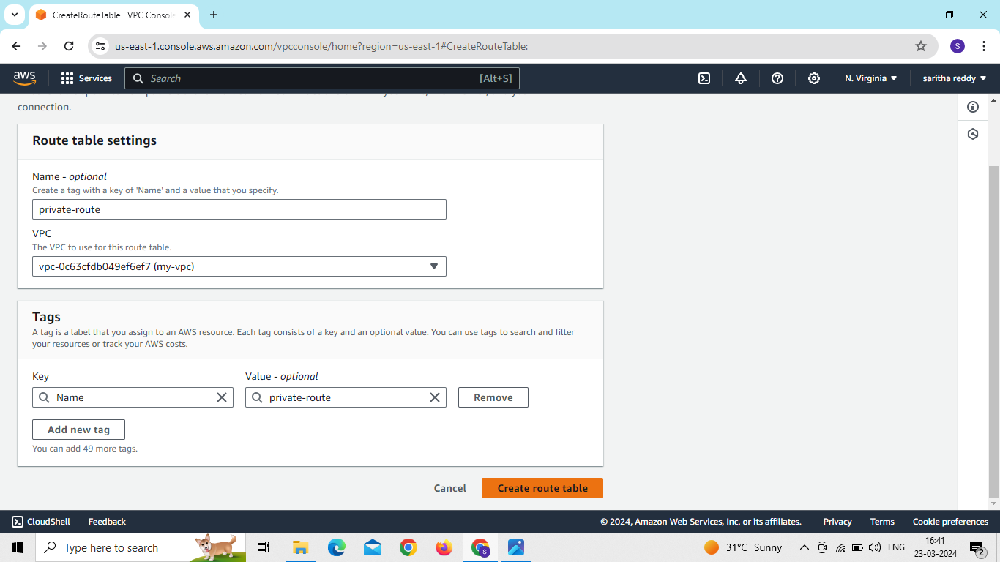 CreateRouteTable | VPC Console
us-east-1.console.aws.amazon.com/vpcconsole/home?region=us-east-1#CreateRouteTable:
S
aws
Services
Search
[Alt+S]
N. Virginia
saritha reddy
connection.
Route table settings
Name - optional
Create a tag with a key of 'Name' and a value that you specify.
private-route
VPC
The VPC to use for this route table.
vpc-0c63cfdb049ef6ef7 (my-vpc)
Tags
A tag is a label that you assign to an AWS resource. Each tag consists of a key and an optional value. You can use tags to search and filter
your resources or track your AWS costs.
Key
Value - optional
Name
private-route
Remove
Add new tag
You can add 49 more tags.
Cancel
Create route table
CloudShell
Feedback
© 2024, Amazon Web Services, Inc. or its affiliates.
Privacy
Terms
Cookie preferences
Type here to search
S
31°C Sunny
ENG
16:41
23-03-2024
2